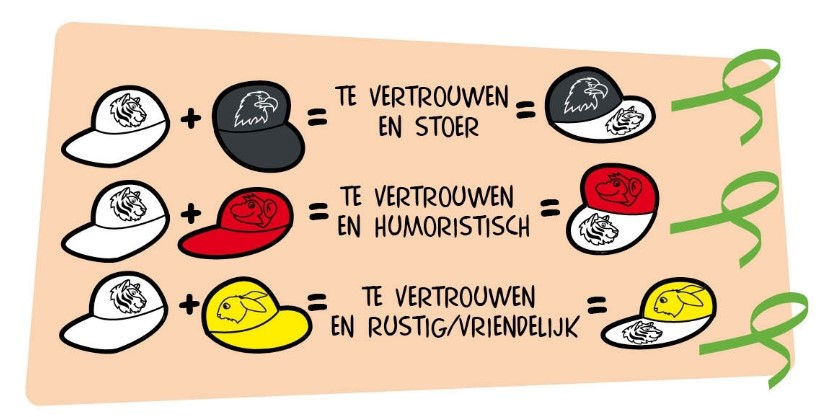 + = TE VERTROUWEN =
EN STOER
+ = TE VERTROUWEN =
EN HUMORISTISCH
+ = TE VERTROUWEN =
EN RUSTIG/VRIENDELIJK